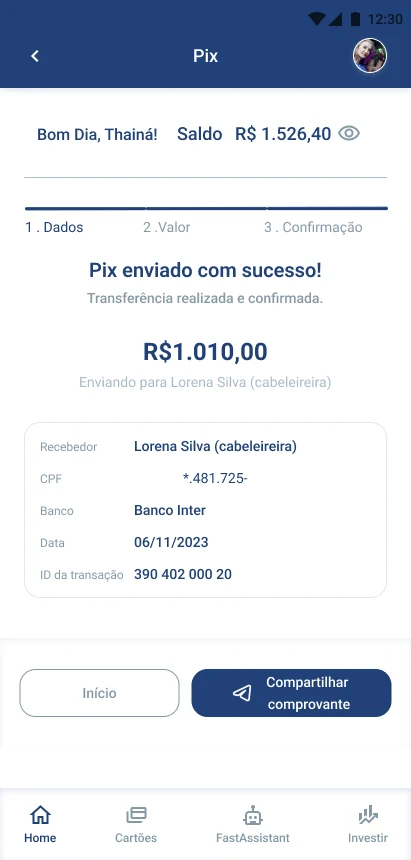 12:30
Pix
Bom Dia, Thainá! Saldo R$ 1.526,40
1 . Dados 2 .Valor 3 . Confirmação
Pix enviado com sucesso!
Transferência realizada e confirmada.
R$1.010,00
Enviando para Lorena Silva (cabeleireira)
Recebedor Lorena Silva (cabeleireira)
CPF *.481.725-
Banco Banco Inter
Data 06/11/2023
ID da transação 390 402 000 20
Início
Compartilhar
comprovante
Home Cartões FastAssistant Investir